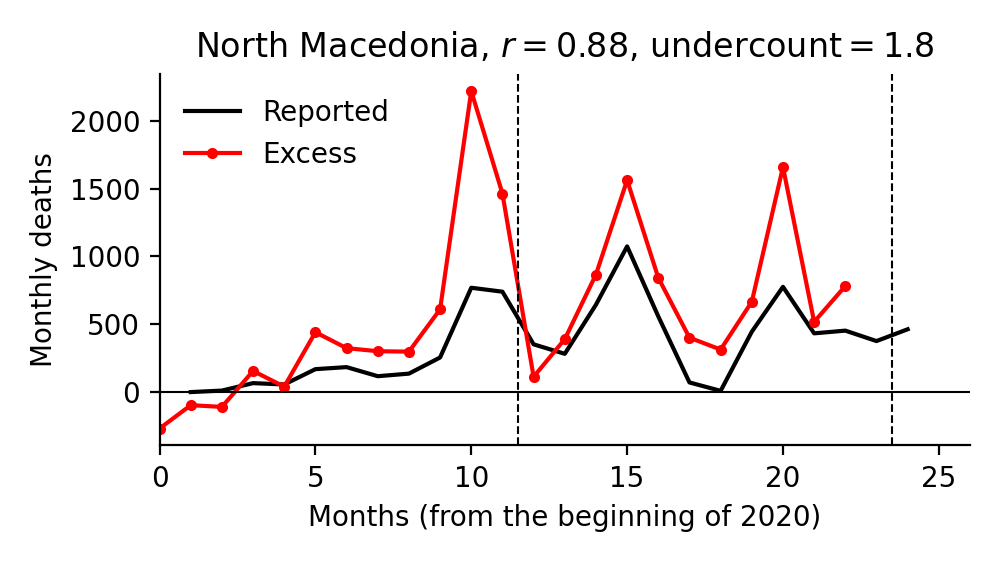 North Macedonia, r = 0.88, undercount = 1.8
Reported
Excess
2000
1500
1000
500
0
Monthly deaths
0 5 10 15 20 25
Months (from the beginning of 2020)